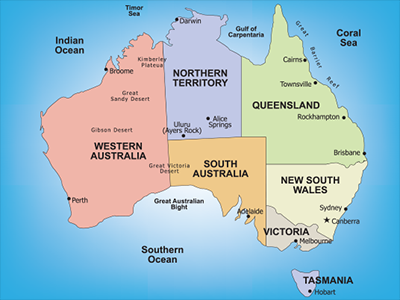 Timor
Sea
Darwin
Gulf of
Carpentaria
Coral
Sea
Indian
Ocean
Kimberley
Plateua
Broome
Great Barrier Reef
Cairns
NORTHERN
TERRITORY
Townsville
Great
Sandy Desert
QUEENSLAND
Rockhampton
Alice
Springs
Uluru
(Ayers Rock)
Gibson Desert
WESTERN
AUSTRALIA
Brisbane
Great Victoria
Desert
SOUTH
AUSTRALIA
NEW SOUTH
WALES
Perth
Great Australian
Bight
Adelaide
Sydney
Canberra
VICTORIA
Melbourne
Southern
Ocean
TASMANIA
Hobart